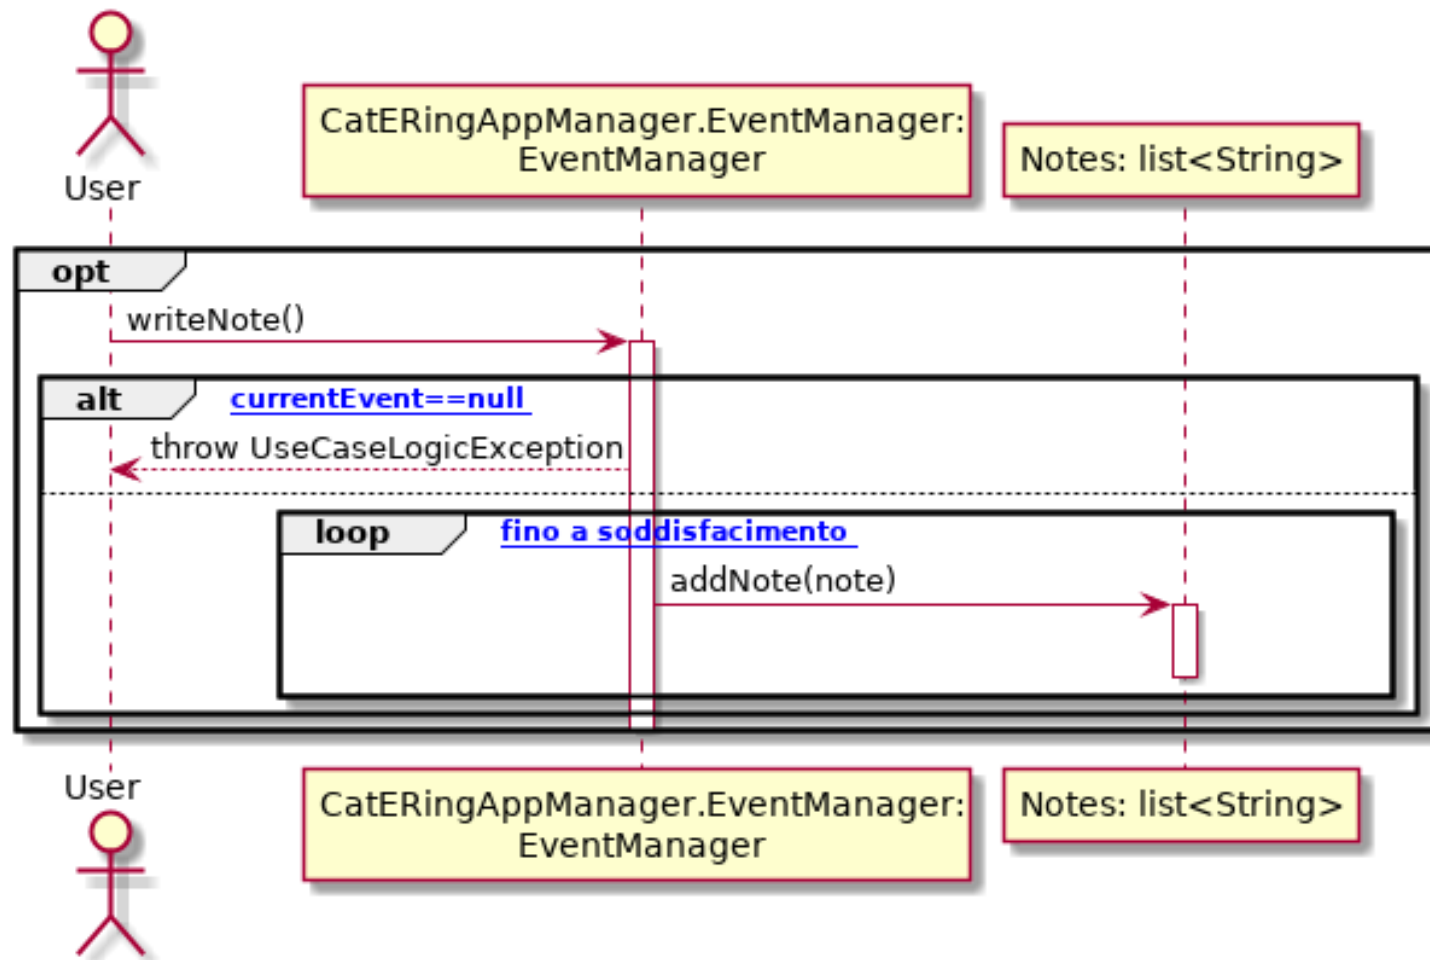 User
CatERingAppManager.EventManager:
EventManager
Notes: list<String>
opt
writeNote()
alt
currentEvent==null
throw UseCaseLogicException
loop
fino a soddisfacimento
addNote(note)
User
CatERingAppManager.EventManager:
EventManager
Notes: list<String>